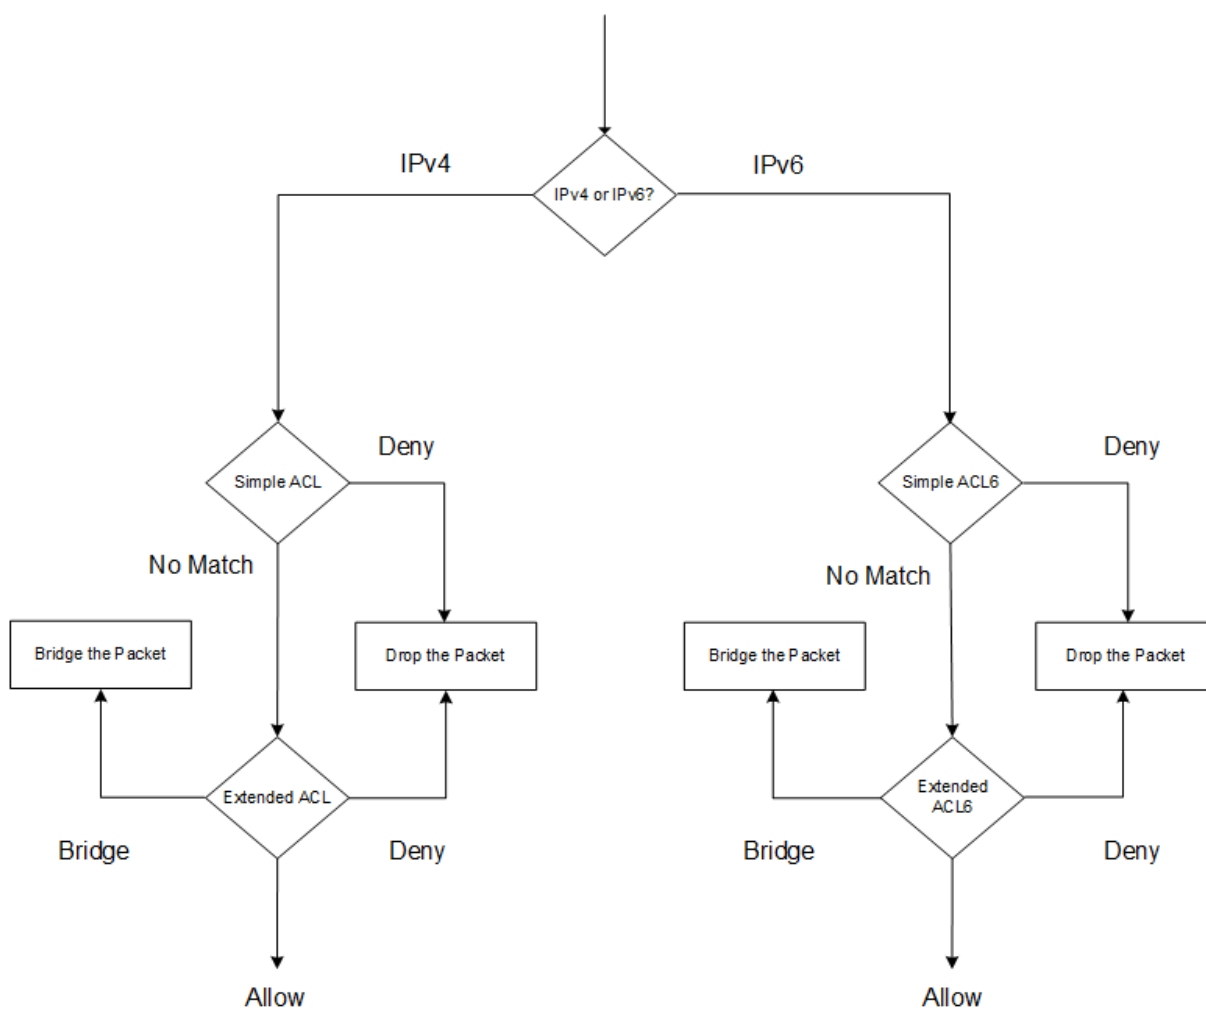 IPv4
IPv6
IPv4 or IPv6?
Deny
Deny
Simple ACL
Simple ACL6
No Match
No Match
Bridge the Packet
Drop the Packet
Bridge the Packet
Drop the Packet
Extended ACL
Extended
ACL6
Bridge
Deny
Bridge
Deny
Allow
Allow